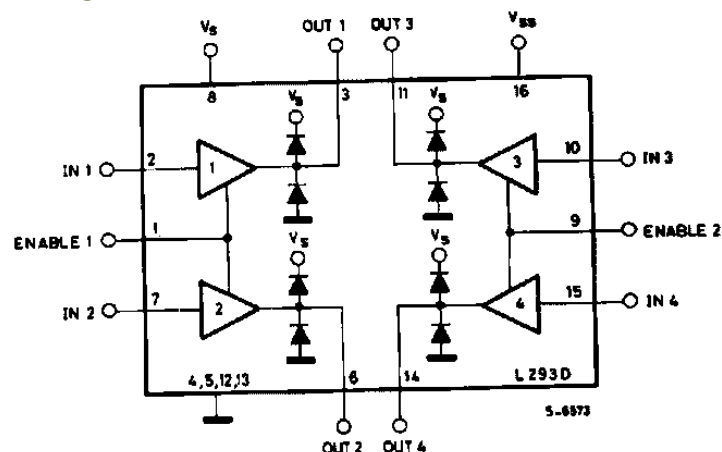 OUT 1 OUT 3
Vs Vss
8 3 11 16
Vs Vs
IN 1 2 1 3 10 IN 3
ENABLE 1 1 9 ENABLE 2
Vs Vs
IN 2 7 2 4 15 IN 4
4,5,12,13 6 14 L293D
S-6573
OUT 2 OUT 4